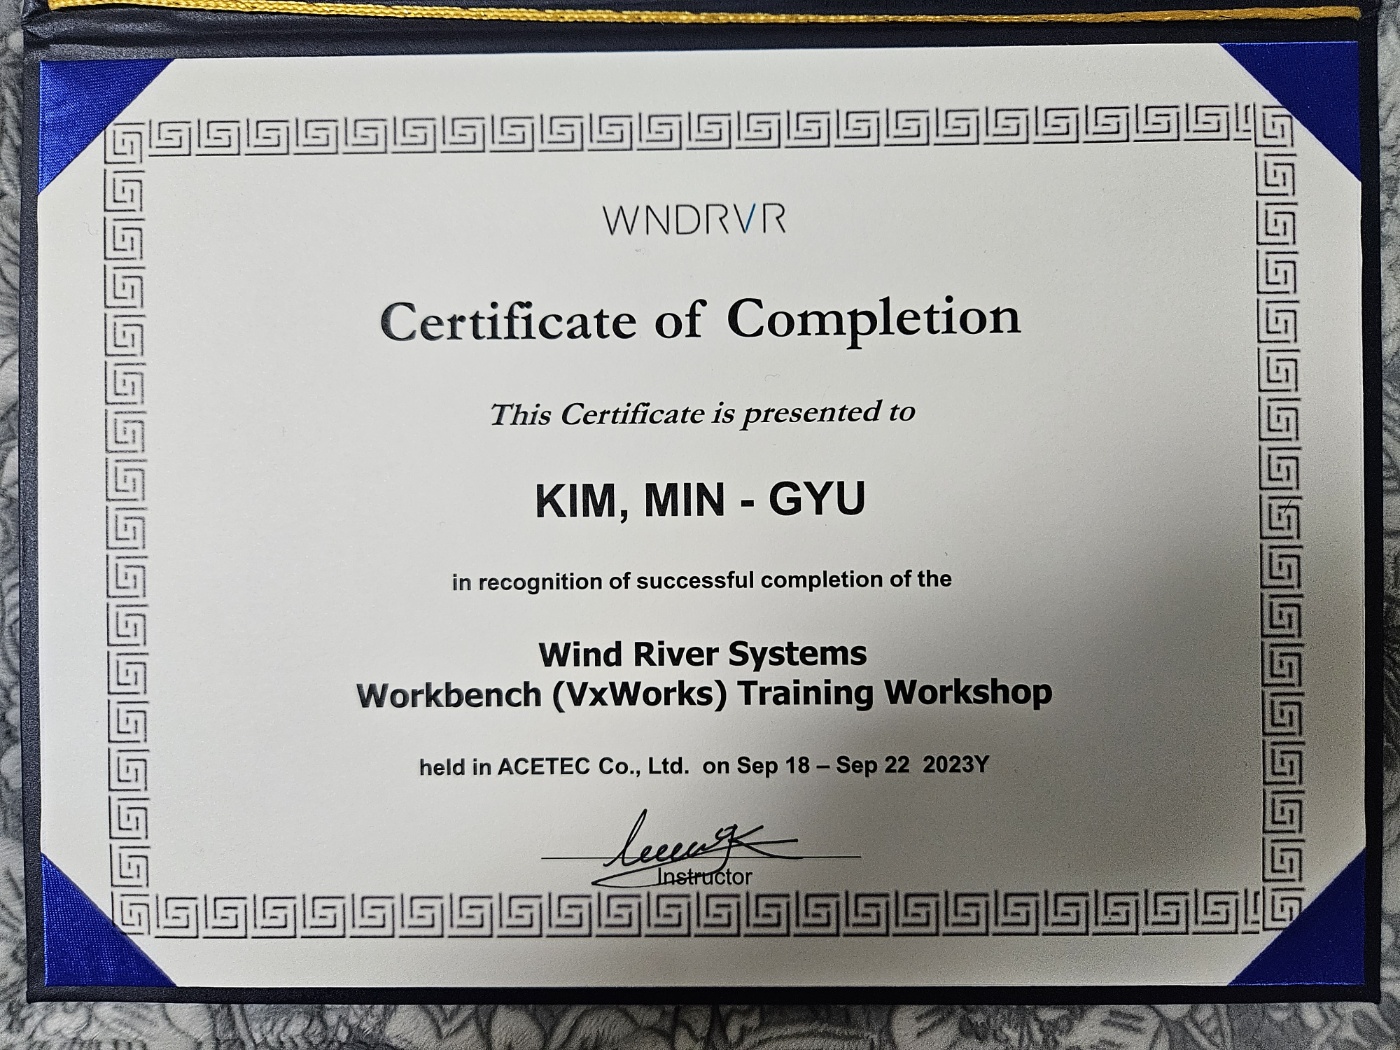 WNDRVR
Certificate of Completion
This Certificate is presented to
KIM, MIN - GYU
in recognition of successful completion of the
Wind River Systems
Workbench (VxWorks) Training Workshop
held in ACETEC Co., Ltd.  on Sep 18 – Sep 22  2023Y
Instructor